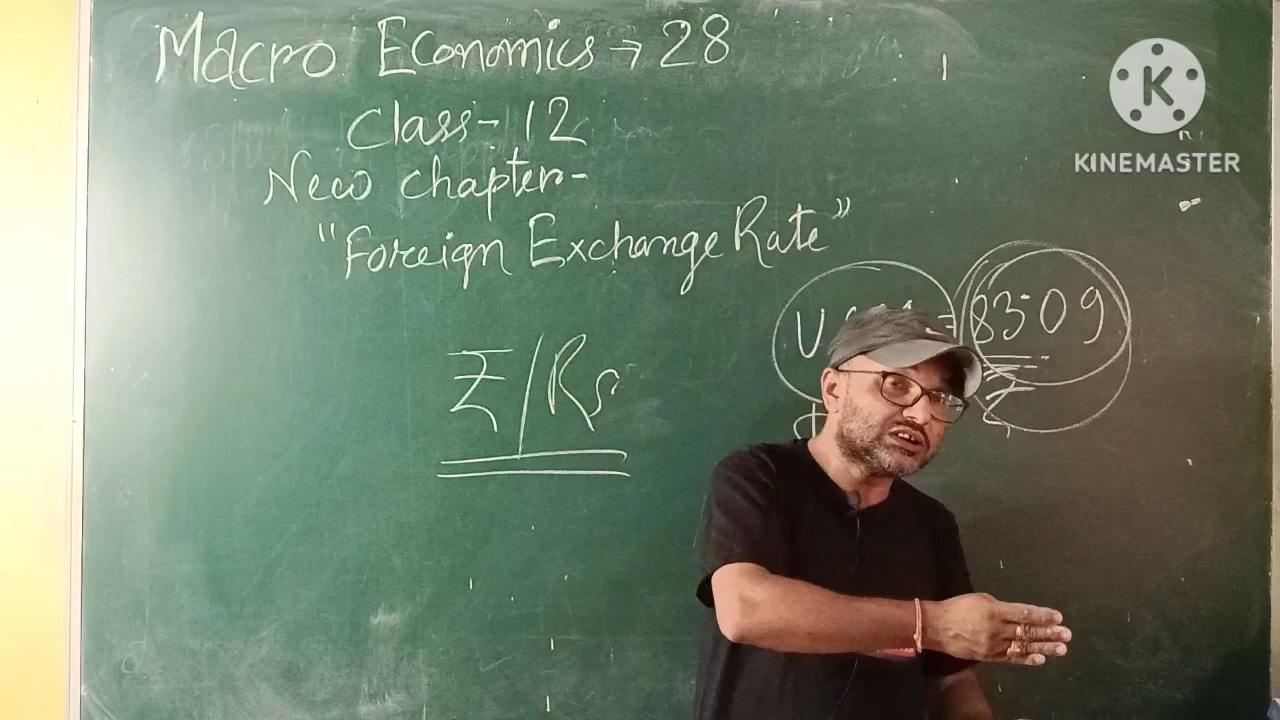 Macro Economics → 28
Class - 12
New chapter -
"Foreign Exchange Rate"
= 83.09
₹
₹/Rs
K
KINEMASTER